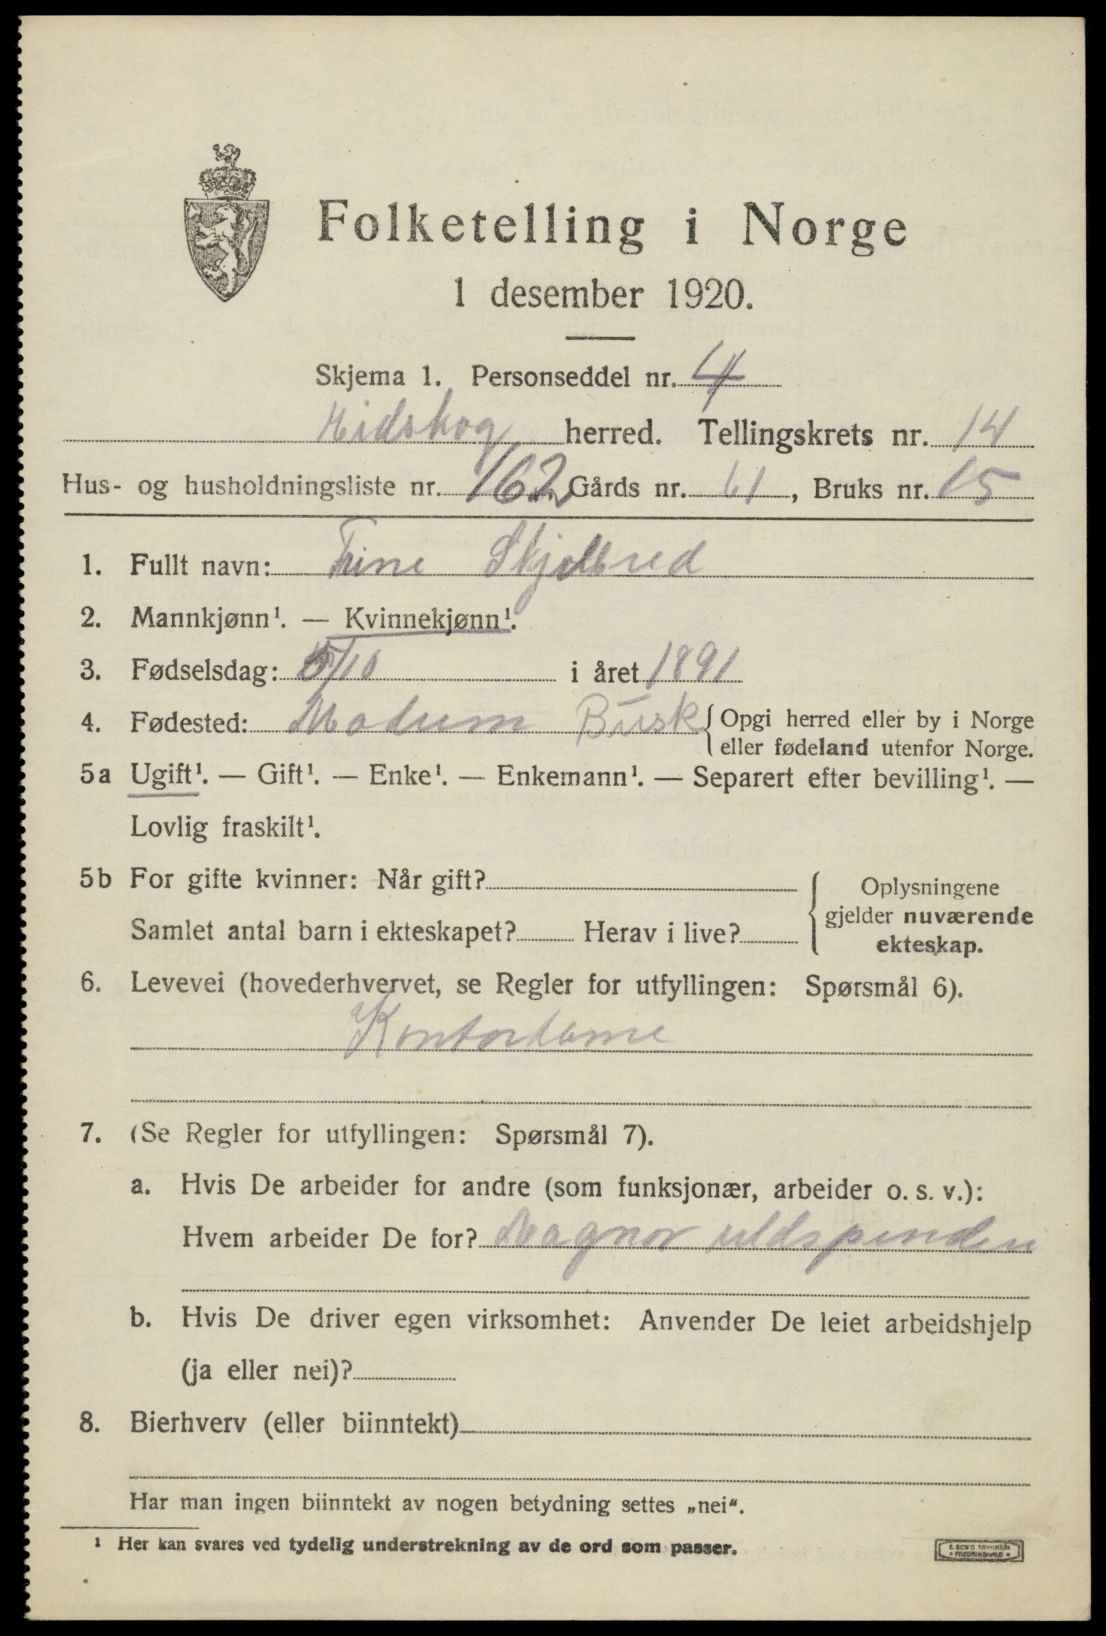 Folketelling i Norge
1 desember 1920.
Skjema 1. Personseddel nr. 4
Eidskog herred. Tellingskrets nr. 14
Hus- og husholdningsliste nr. 162 Gårds nr. 61, Bruks nr. 15
1. Fullt navn: Trine Skjelbred
2. Mannkjønn¹. — Kvinnekjønn¹.
3. Fødselsdag: 5/10 i året 1891
4. Fødested: Modum Busk { Opgi herred eller by i Norge
eller fødeland utenfor Norge.
5a Ugift¹. — Gift¹. — Enke¹. — Enkemann¹. — Separert efter bevilling¹. —
Lovlig fraskilt¹.
5b For gifte kvinner: Når gift?
Samlet antal barn i ekteskapet? Herav i live?
{ Oplysningene
gjelder nuværende
ekteskap.
6. Levevei (hovederhvervet, se Regler for utfyllingen: Spørsmål 6).
Kontordame
7. (Se Regler for utfyllingen: Spørsmål 7).
a. Hvis De arbeider for andre (som funksjonær, arbeider o. s. v.):
Hvem arbeider De for? Magnor uldspinderi
b. Hvis De driver egen virksomhet: Anvender De leiet arbeidshjelp
(ja eller nei)?
8. Bierhverv (eller biinntekt)
Har man ingen biinntekt av nogen betydning settes „nei“.
¹ Her kan svares ved tydelig understrekning av de ord som passer.